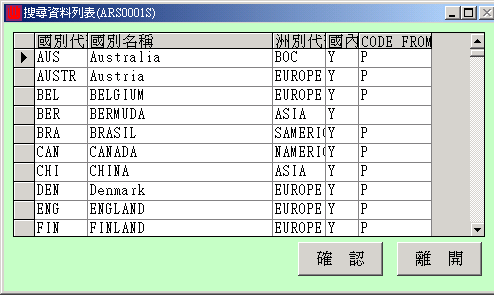 搜尋資料列表(ARS0001S)
國別代 國別名稱 洲別代 國內 CODE FROM
AUS Australia BOC Y P
AUSTR Austria EUROPE Y P
BEL BELGIUM EUROPE Y P
BER BERMUDA ASIA Y
BRA BRASIL SAMERIC Y P
CAN CANADA NAMERIC Y P
CHI CHINA ASIA Y P
DEN Denmark EUROPE Y P
ENG ENGLAND EUROPE Y P
FIN FINLAND EUROPE Y P
確 認 離 開